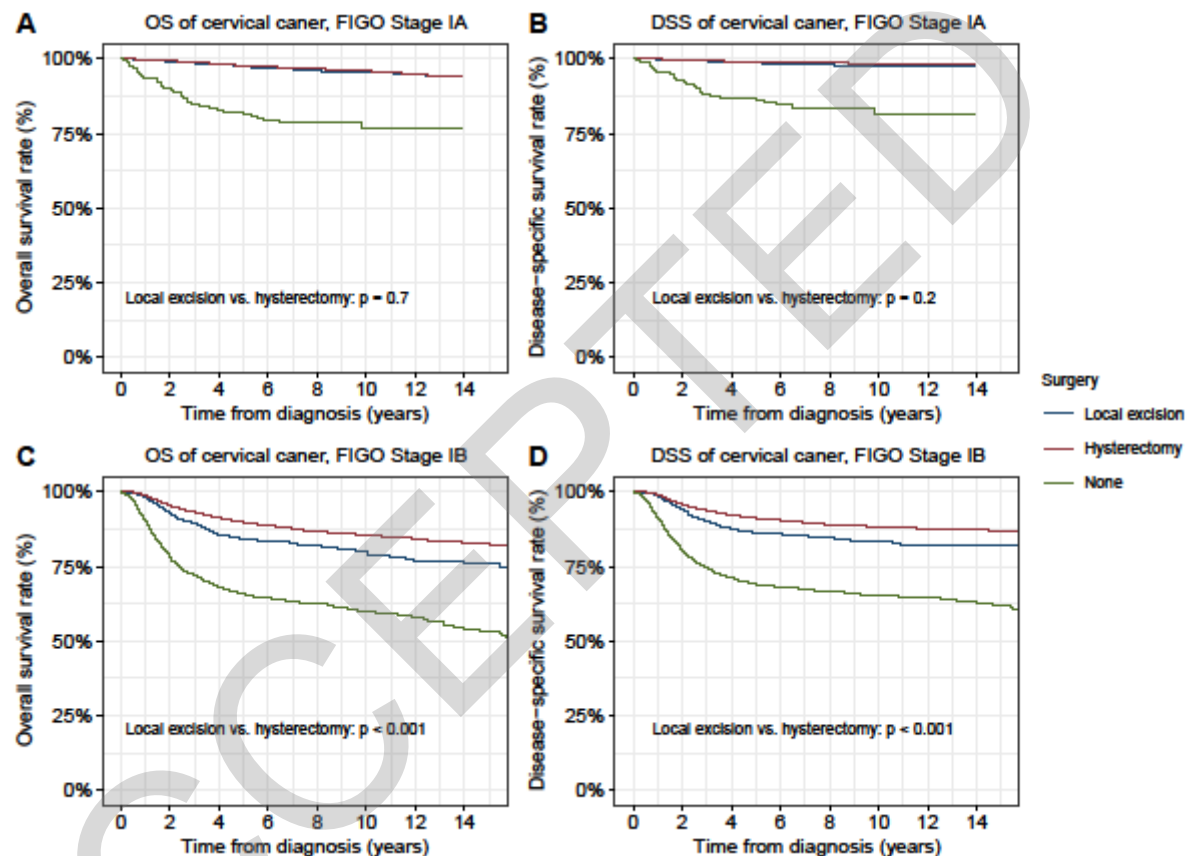 A
OS of cervical caner, FIGO Stage IA
Overall survival rate (%)
100%
75%
50%
25%
0%
Local excision vs. hysterectomy: p = 0.7
0 2 4 6 8 10 12 14
Time from diagnosis (years)
B
DSS of cervical caner, FIGO Stage IA
Disease-specific survival rate (%)
100%
75%
50%
25%
0%
Local excision vs. hysterectomy: p = 0.2
0 2 4 6 8 10 12 14
Time from diagnosis (years)
Surgery
Local excision
Hysterectomy
None
C
OS of cervical caner, FIGO Stage IB
Overall survival rate (%)
100%
75%
50%
25%
0%
Local excision vs. hysterectomy: p < 0.001
0 2 4 6 8 10 12 14
Time from diagnosis (years)
D
DSS of cervical caner, FIGO Stage IB
Disease-specific survival rate (%)
100%
75%
50%
25%
0%
Local excision vs. hysterectomy: p < 0.001
0 2 4 6 8 10 12 14
Time from diagnosis (years)
CCEPTED